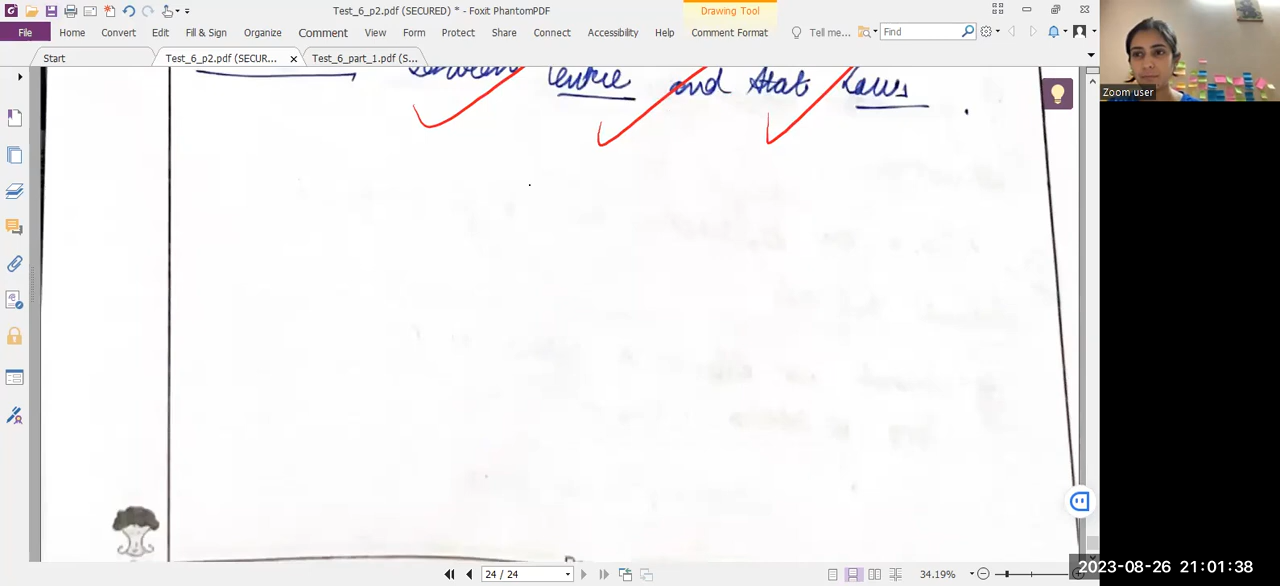 Test_6_p2.pdf (SECURED) * - Foxit PhantomPDF
Drawing Tool
File Home Convert Edit Fill & Sign Organize Comment View Form Protect Share Connect Accessibility Help Comment Format Tell me... Find
Start Test_6_p2.pdf (SECUR... Test_6_part_1.pdf (S...
Zoom user
between Centre and State Laws.
24 / 24
34.19%
2023-08-26 21:01:38